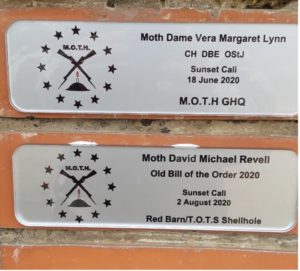 M.O.T.H.
Moth Dame Vera Margaret Lynn
CH DBE OStJ
Sunset Call
18 June 2020
M.O.T.H GHQ
M.O.T.H.
Moth David Michael Revell
Old Bill of the Order 2020
Sunset Call
2 August 2020
Red Barn/T.O.T.S Shellhole